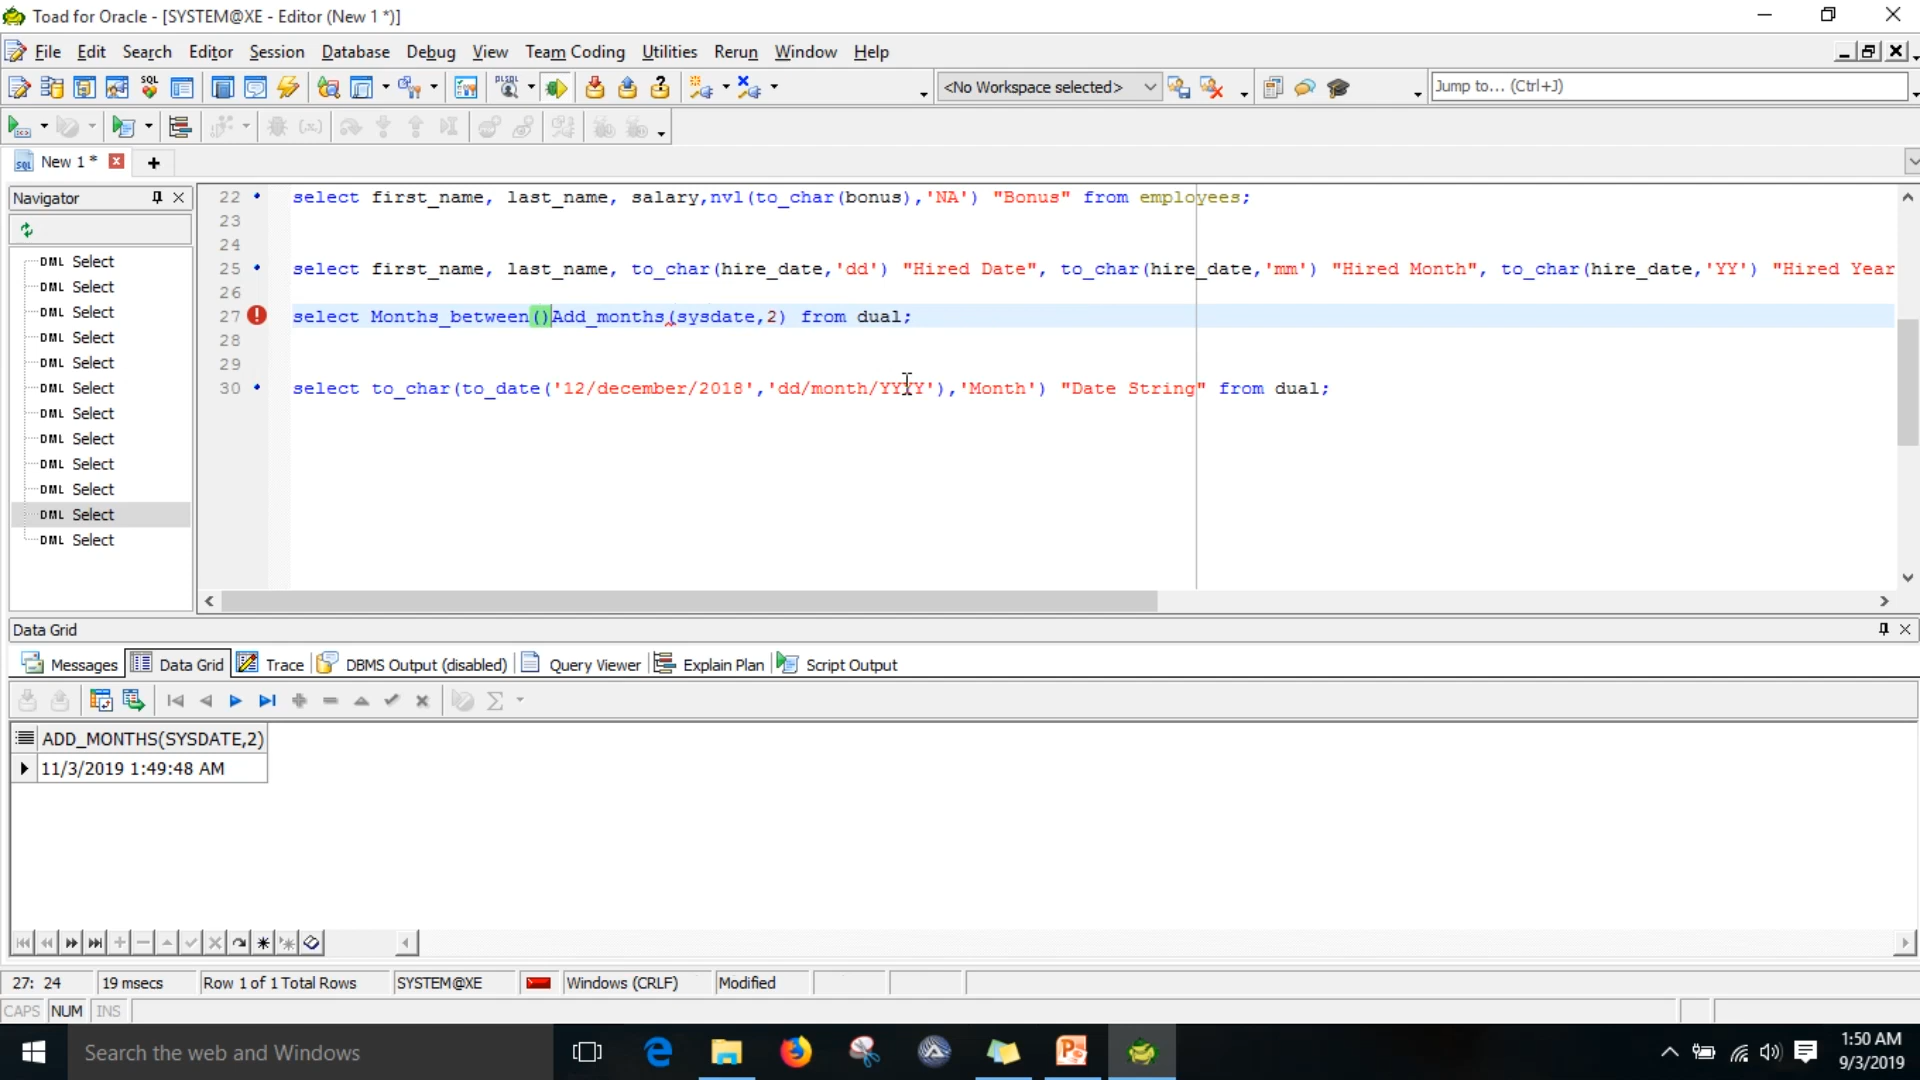 Toad for Oracle - [SYSTEM@XE - Editor (New 1 *)]
File Edit Search Editor Session Database Debug View Team Coding Utilities Rerun Window Help
SQL PL/SQL <No Workspace selected> Jump to... (Ctrl+J)
SQL New 1 *
Navigator
DML Select
DML Select
DML Select
DML Select
DML Select
DML Select
DML Select
DML Select
DML Select
DML Select
DML Select
DML Select
22 select first_name, last_name, salary,nvl(to_char(bonus),'NA') "Bonus" from employees;
23
24
25 select first_name, last_name, to_char(hire_date,'dd') "Hired Date", to_char(hire_date,'mm') "Hired Month", to_char(hire_date,'YY') "Hired Year
26
27 select Months_between()Add_months(sysdate,2) from dual;
28
29
30 select to_char(to_date('12/december/2018','dd/month/YYYY'),'Month') "Date String" from dual;
Data Grid
Messages Data Grid Trace DBMS Output (disabled) Query Viewer Explain Plan Script Output
ADD_MONTHS(SYSDATE,2)
11/3/2019 1:49:48 AM
27: 24 19 msecs Row 1 of 1 Total Rows SYSTEM@XE Windows (CRLF) Modified
CAPS NUM INS
Search the web and Windows
1:50 AM
9/3/2019